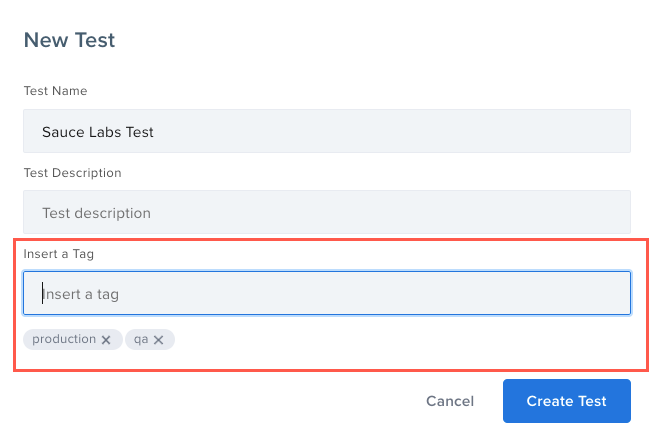 New Test
Test Name
Sauce Labs Test
Test Description
Test description
Insert a Tag
Insert a tag
production ✕ qa ✕
Cancel Create Test